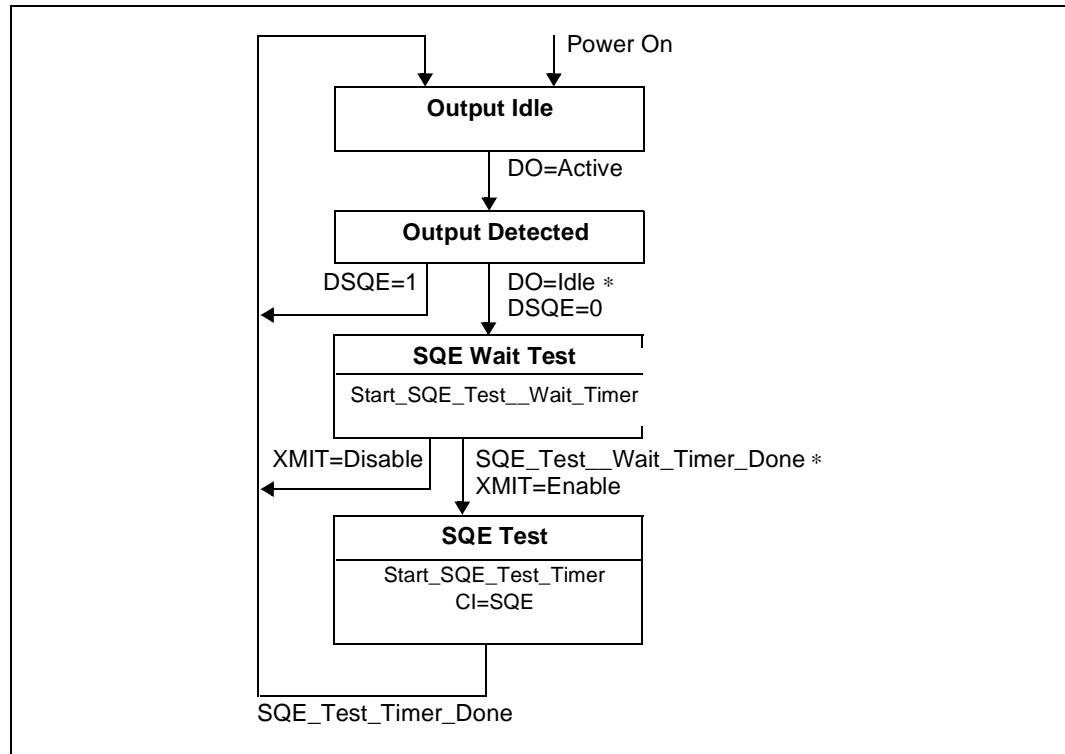 Power On
Output Idle
DO=Active
Output Detected
DSQE=1
DO=Idle *
DSQE=0
SQE Wait Test
Start_SQE_Test__Wait_Timer
XMIT=Disable
SQE_Test__Wait_Timer_Done *
XMIT=Enable
SQE Test
Start_SQE_Test_Timer
CI=SQE
SQE_Test_Timer_Done